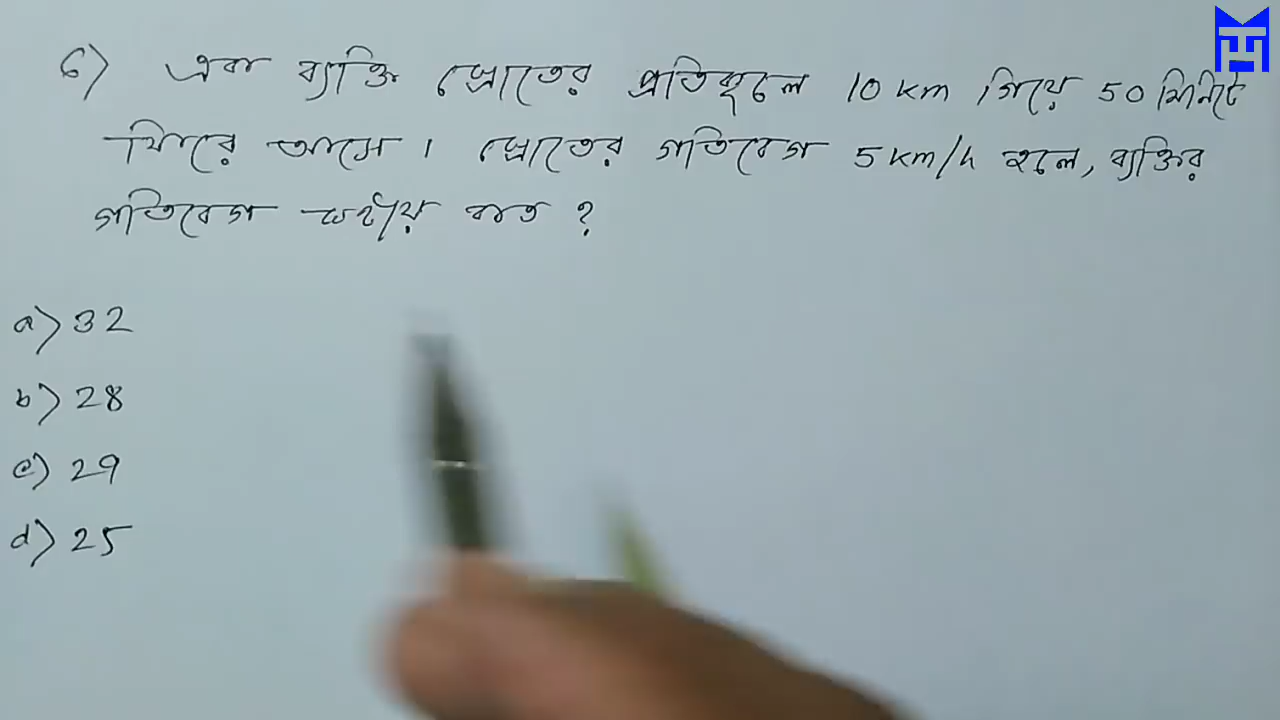 6) এক ব্যক্তি স্রোতের প্রতিকূলে 10 km গিয়ে 50 মিনিটে
ফিরে আসে । স্রোতের গতিবেগ 5 km/h হলে, ব্যক্তির
গতিবেগ ঘণ্টায় কত ?
a) 32
b) 28
c) 29
d) 25